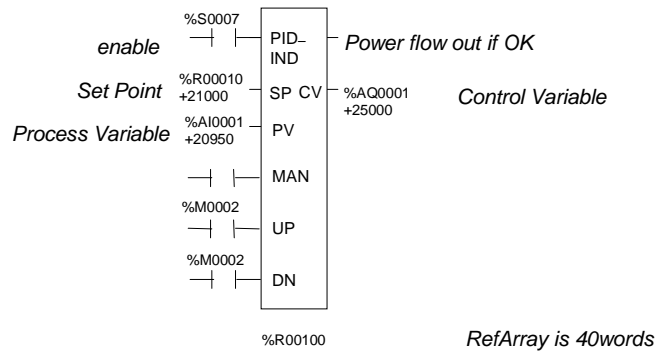 %S0007
enable
PID_
IND
Power flow out if OK
Set Point
%R00010
+21000
SP CV
%AQ0001
+25000
Control Variable
Process Variable
%AI0001
+20950
PV
MAN
%M0002
UP
%M0002
DN
%R00100
RefArray is 40words